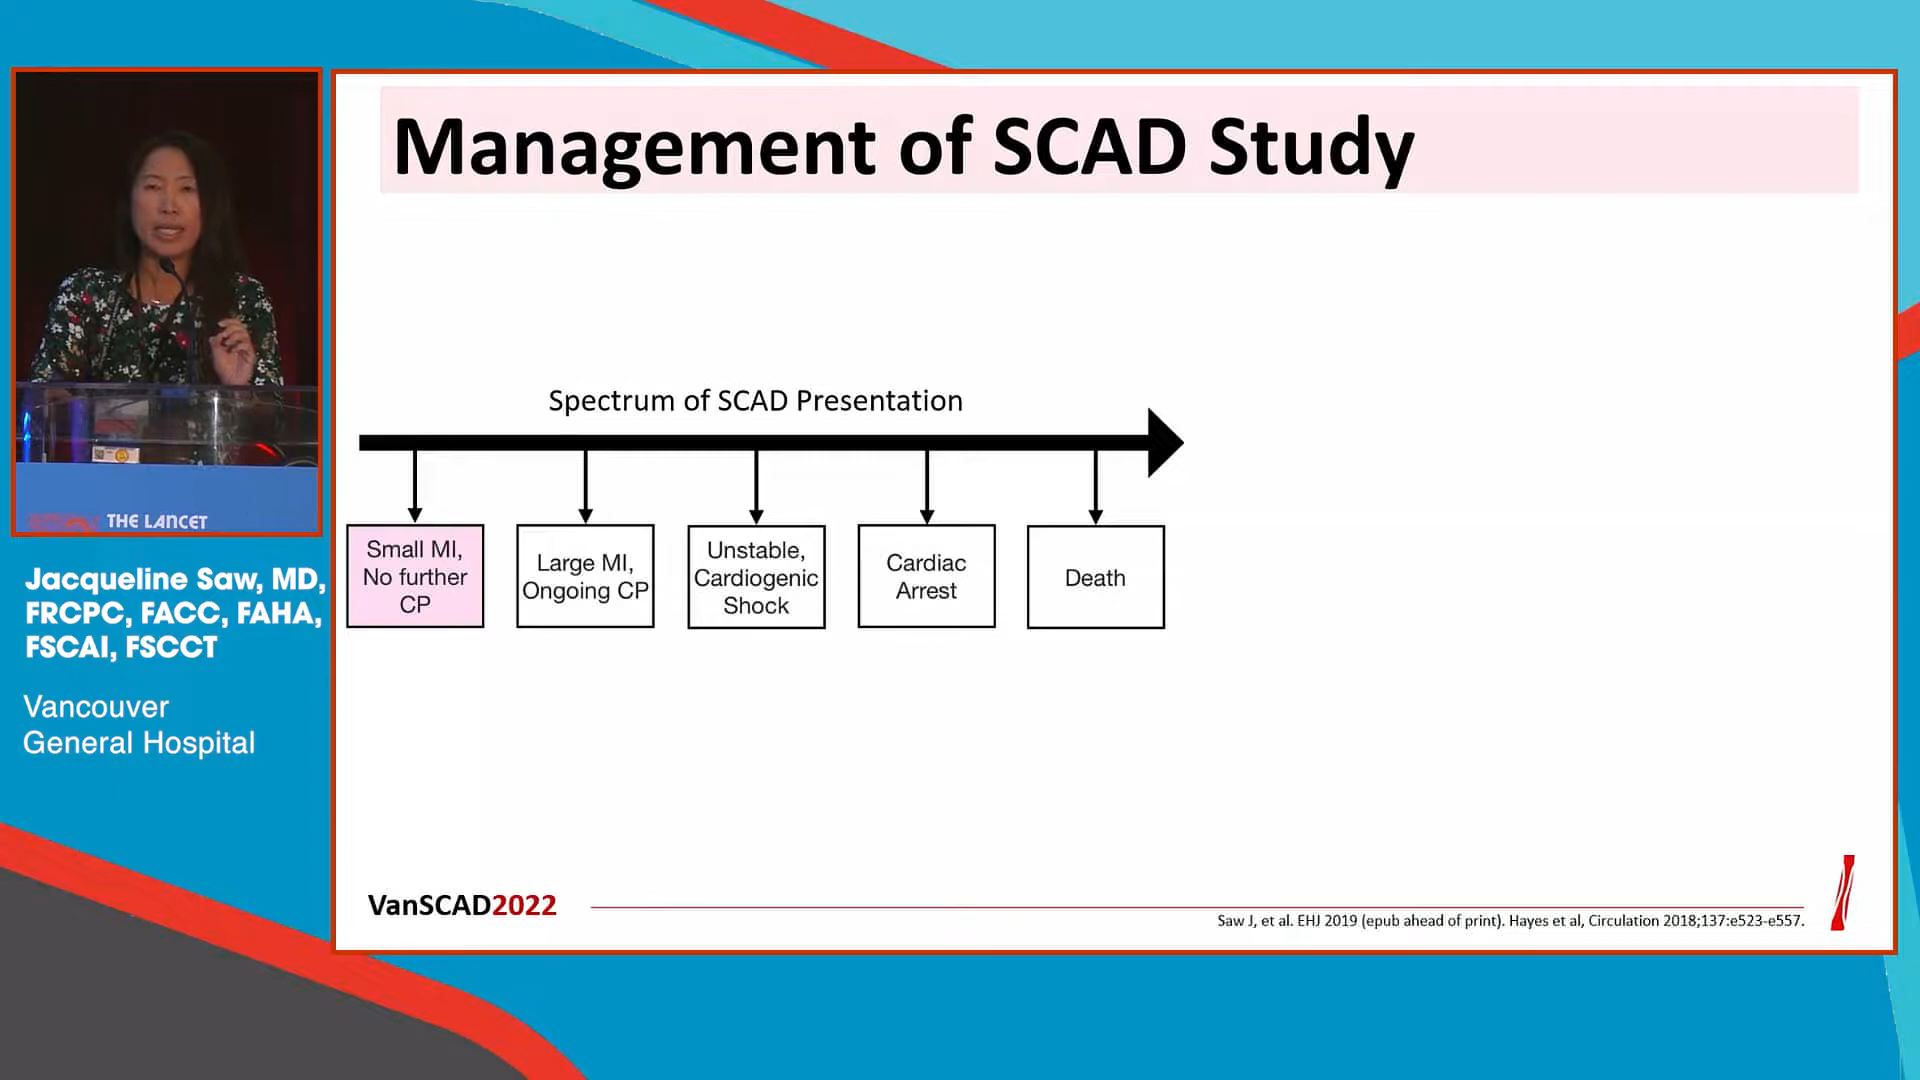 Management of SCAD Study
Spectrum of SCAD Presentation
Small MI,
No further
CP
Large MI,
Ongoing CP
Unstable,
Cardiogenic
Shock
Cardiac
Arrest
Death
THE LANCET
Jacqueline Saw, MD,
FRCPC, FACC, FAHA,
FSCAI, FSCCT
Vancouver
General Hospital
VanSCAD2022
Saw J, et al. EHJ 2019 (epub ahead of print). Hayes et al, Circulation 2018;137:e523-e557.